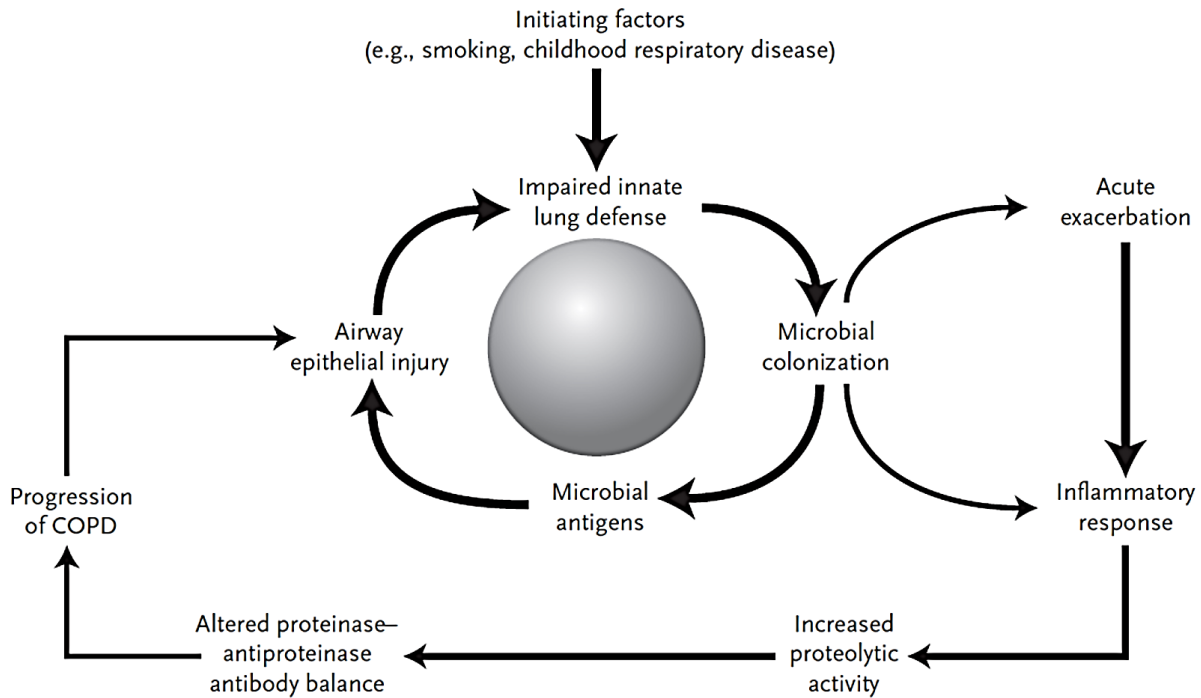 Initiating factors
(e.g., smoking, childhood respiratory disease)
Impaired innate
lung defense
Acute
exacerbation
Airway
epithelial injury
Microbial
colonization
Progression
of COPD
Microbial
antigens
Inflammatory
response
Altered proteinase–
antiproteinase
antibody balance
Increased
proteolytic
activity